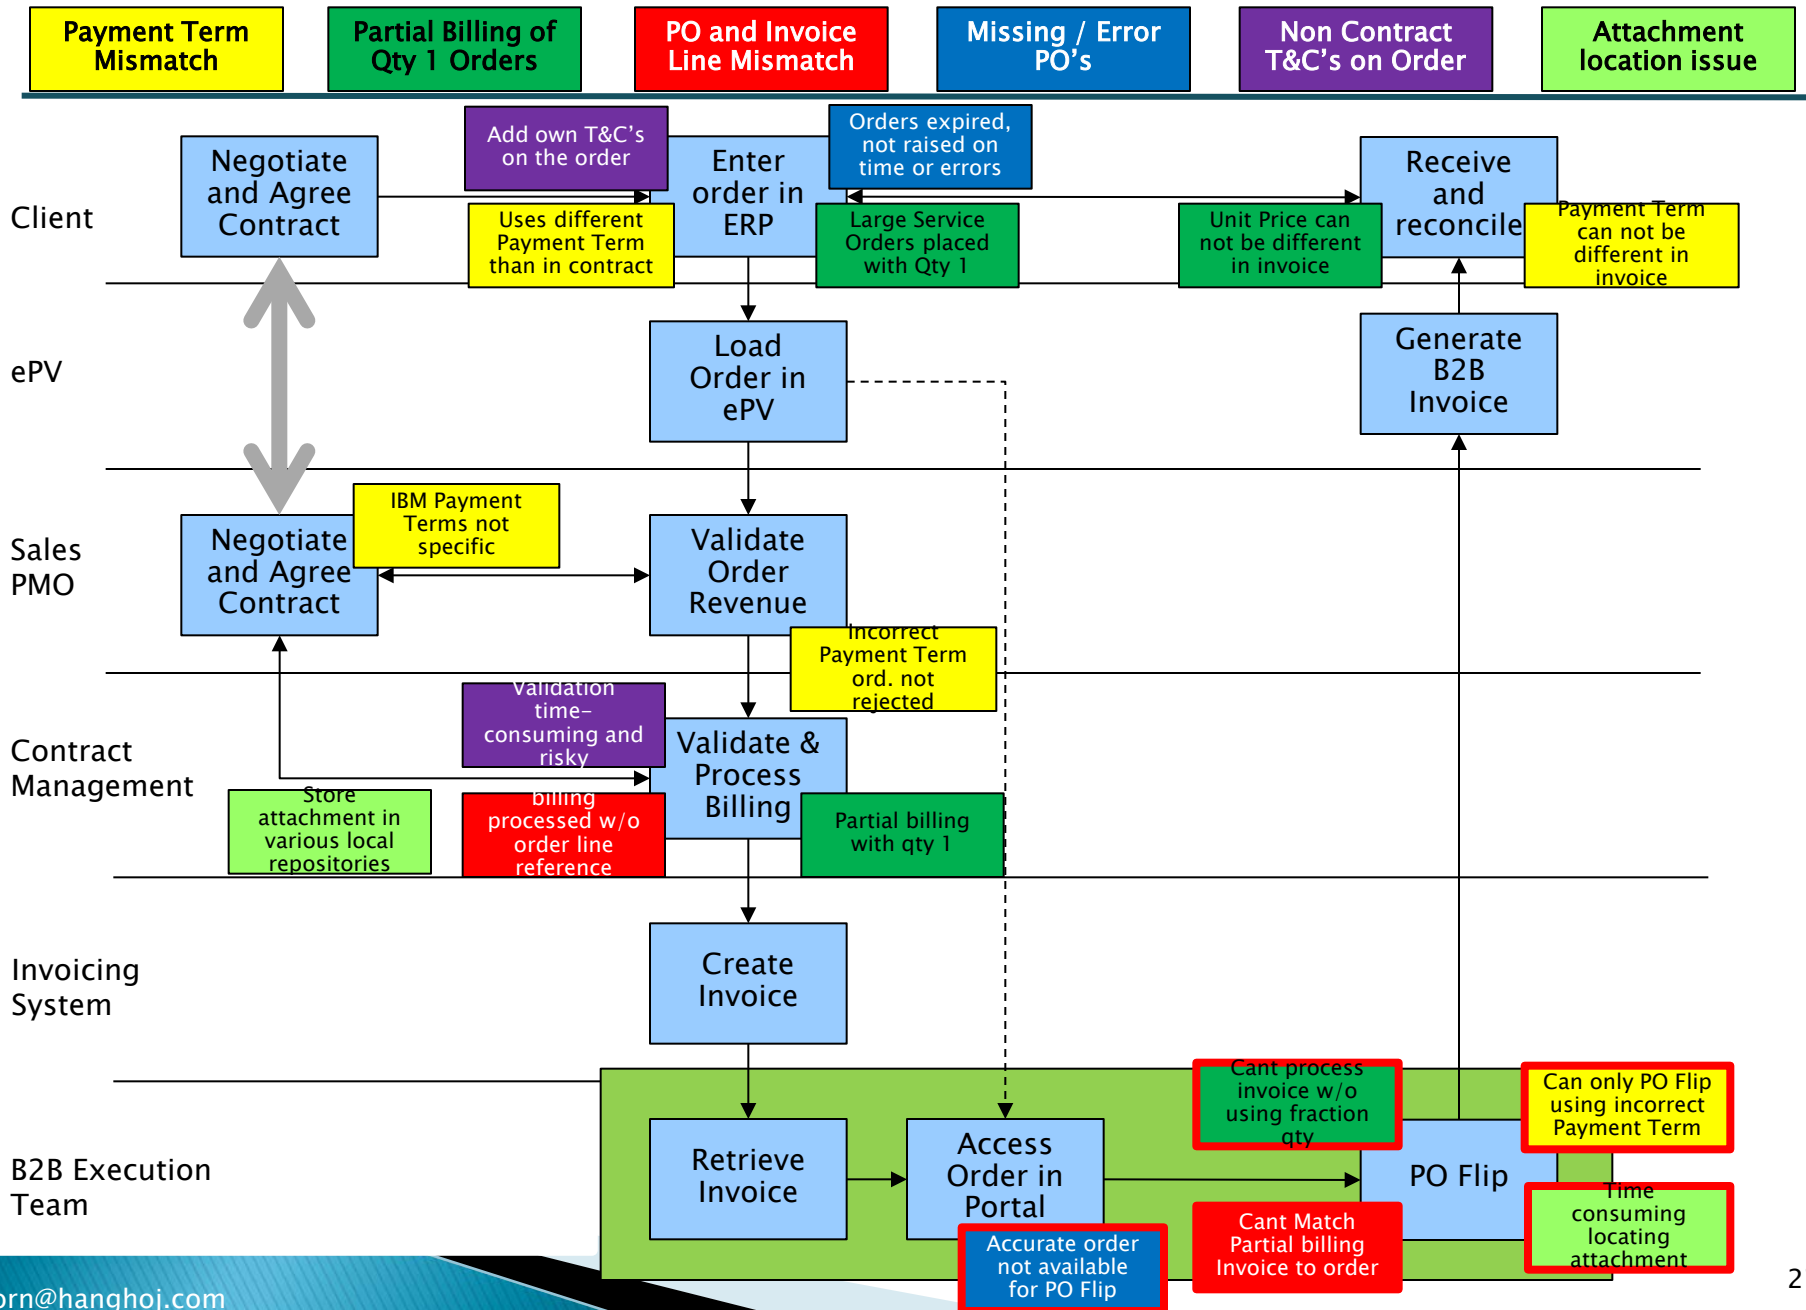 Payment Term
Mismatch
Partial Billing of
Qty 1 Orders
PO and Invoice
Line Mismatch
Missing / Error
PO's
Non Contract
T&C's on Order
Attachment
location issue
Client
Negotiate
and Agree
Contract
Add own T&C's
on the order
Uses different
Payment Term
than in contract
Enter
order in
ERP
Orders expired,
not raised on
time or errors
Large Service
Orders placed
with Qty 1
Unit Price can
not be different
in invoice
Receive
and
reconcile
Payment Term
can not be
different in
invoice
ePV
Load
Order in
ePV
Generate
B2B
Invoice
Sales
PMO
Negotiate
and Agree
Contract
IBM Payment
Terms not
specific
Validate
Order
Revenue
Incorrect
Payment Term
ord. not
rejected
Contract
Management
Validation
time-
consuming and
risky
Validate &
Process
Billing
Store
attachment in
various local
repositories
billing
processed w/o
order line
reference
Partial billing
with qty 1
Invoicing
System
Create
Invoice
B2B Execution
Team
Retrieve
Invoice
Access
Order in
Portal
Accurate order
not available
for PO Flip
Cant process
invoice w/o
using fraction
qty
Cant Match
Partial billing
Invoice to order
PO Flip
Can only PO Flip
using incorrect
Payment Term
Time
consuming
locating
attachment
orn@hanghoj.com
2